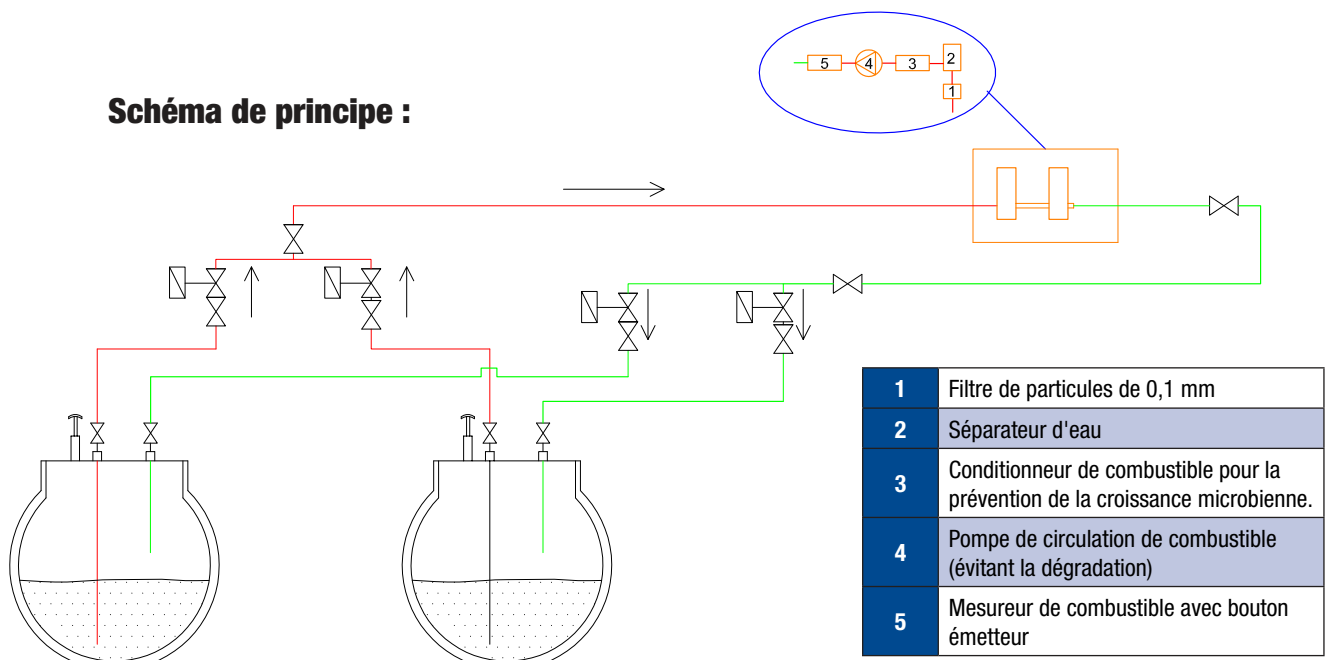 5 4 3 2
1
Schéma de principe :
1 Filtre de particules de 0,1 mm
2 Séparateur d'eau
3 Conditionneur de combustible pour la
prévention de la croissance microbienne.
4 Pompe de circulation de combustible
(évitant la dégradation)
5 Mesureur de combustible avec bouton
émetteur